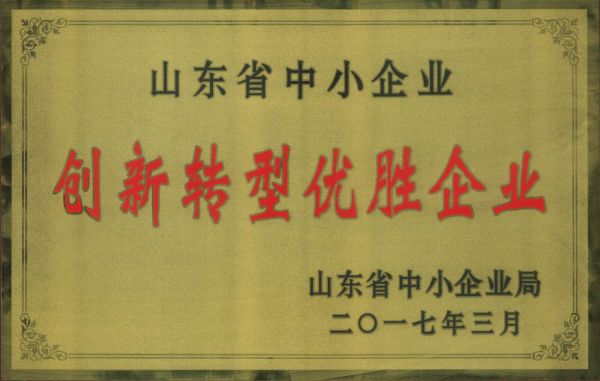 山东省中小企业
创新转型优胜企业
山东省中小企业局
二〇一七年三月